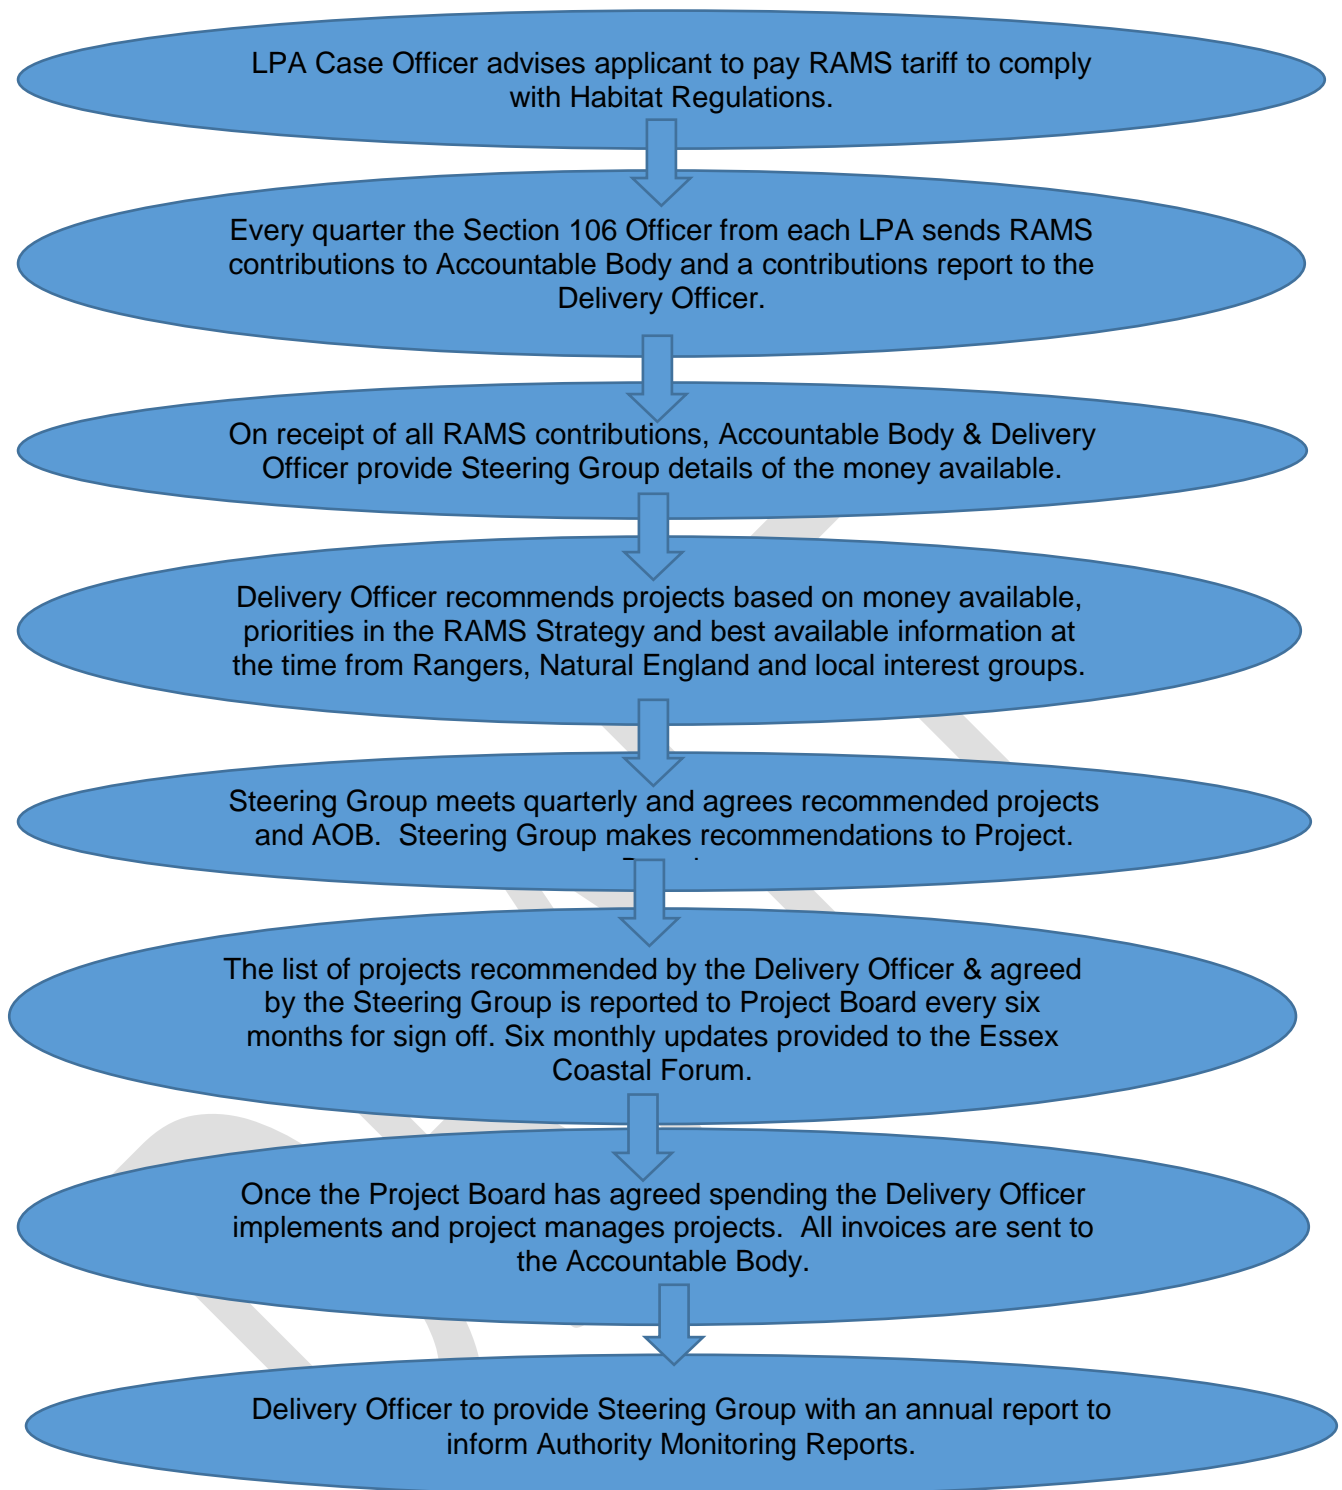 LPA Case Officer advises applicant to pay RAMS tariff to comply
with Habitat Regulations.
Every quarter the Section 106 Officer from each LPA sends RAMS
contributions to Accountable Body and a contributions report to the
Delivery Officer.
On receipt of all RAMS contributions, Accountable Body & Delivery
Officer provide Steering Group details of the money available.
Delivery Officer recommends projects based on money available,
priorities in the RAMS Strategy and best available information at
the time from Rangers, Natural England and local interest groups.
Steering Group meets quarterly and agrees recommended projects
and AOB.  Steering Group makes recommendations to Project.
The list of projects recommended by the Delivery Officer & agreed
by the Steering Group is reported to Project Board every six
months for sign off. Six monthly updates provided to the Essex
Coastal Forum.
Once the Project Board has agreed spending the Delivery Officer
implements and project manages projects.  All invoices are sent to
the Accountable Body.
Delivery Officer to provide Steering Group with an annual report to
inform Authority Monitoring Reports.